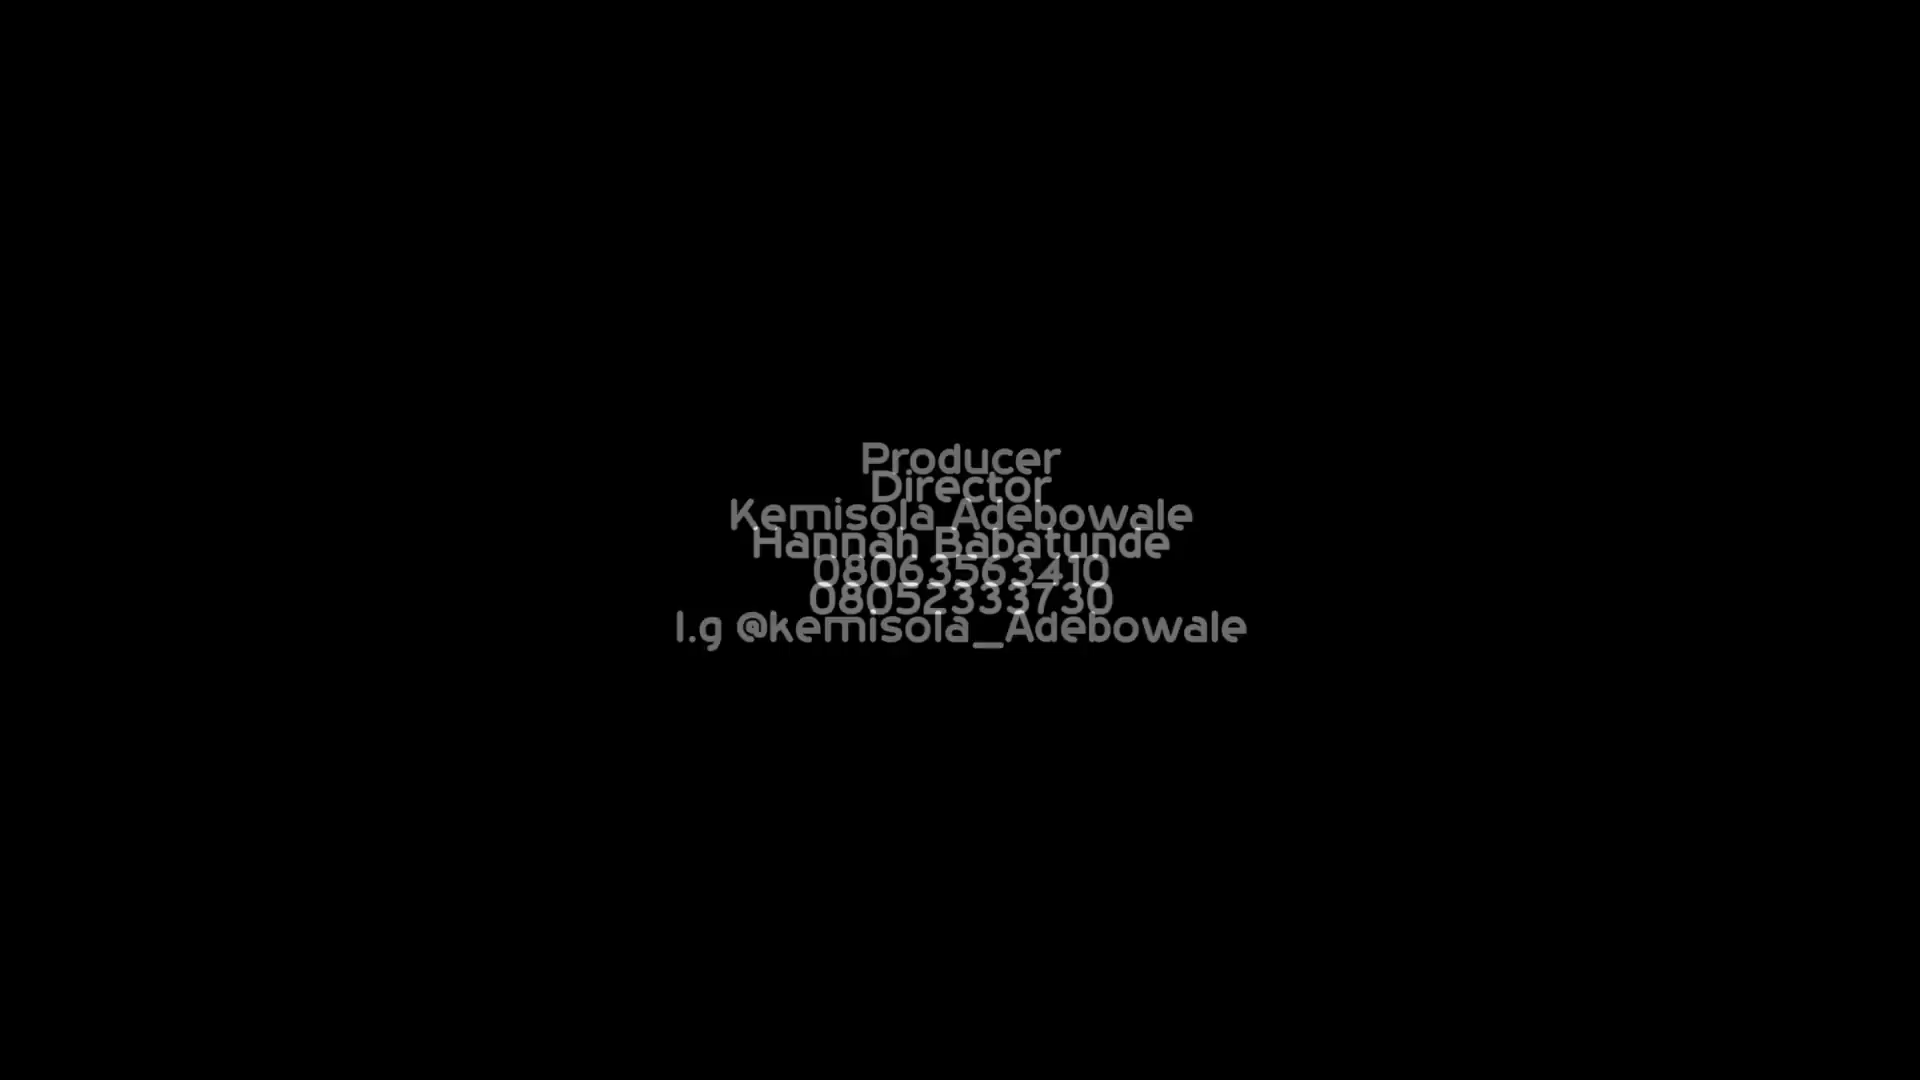 Producer
Director
Kemisola Adebowale
Hannah Babatunde
08063563410
08052333730
I.g @kemisola_Adebowale